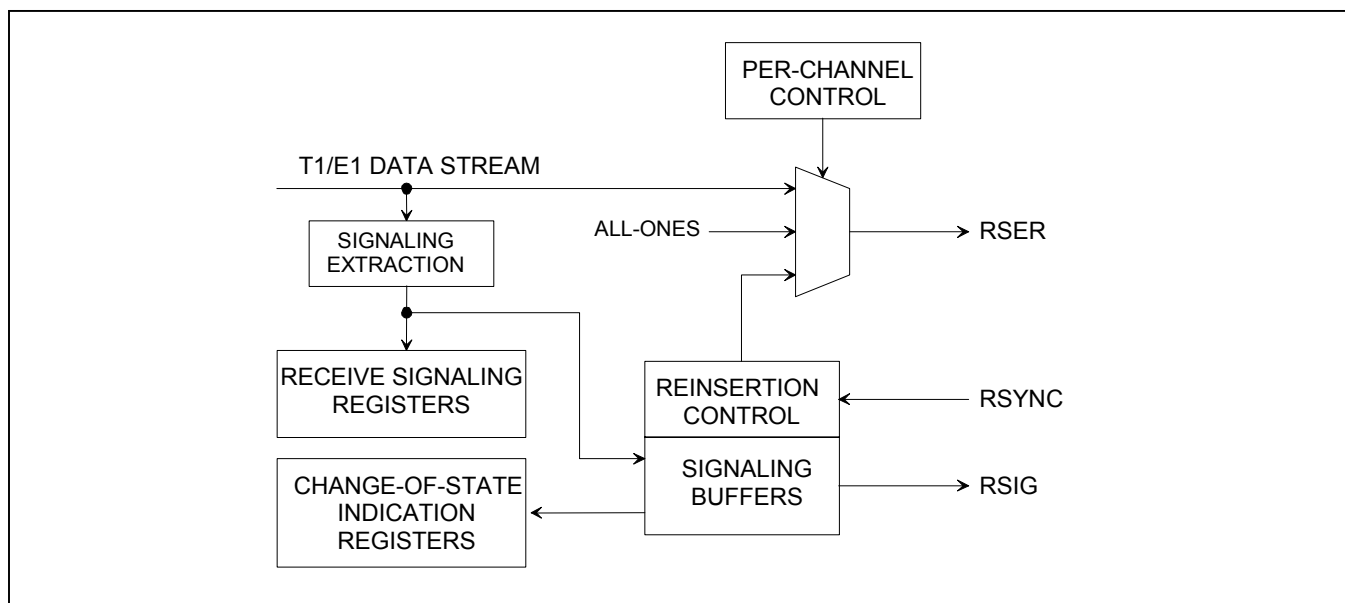 PER-CHANNEL
CONTROL
T1/E1 DATA STREAM
ALL-ONES
RSER
SIGNALING
EXTRACTION
RECEIVE SIGNALING
REGISTERS
REINSERTION
CONTROL
RSYNC
SIGNALING
BUFFERS
RSIG
CHANGE-OF-STATE
INDICATION
REGISTERS